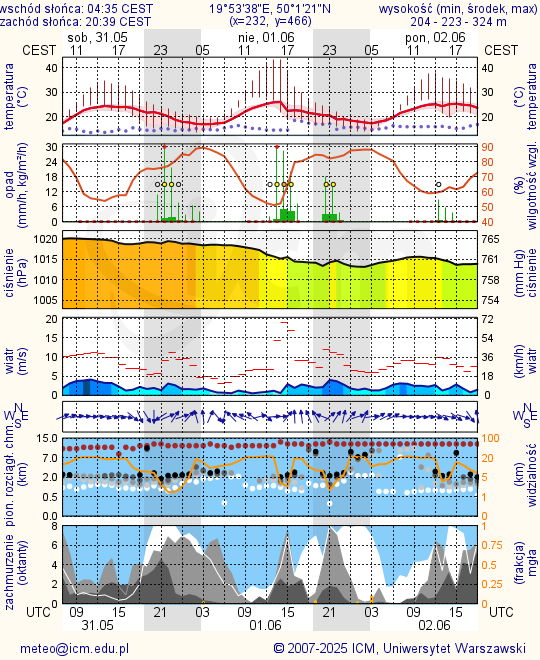 wschód słońca: 04:35 CEST 19°53'38"E, 50°1'21"N wysokość (min, środek, max)
zachód słońca: 20:39 CEST (x=232, y=466) 204 - 223 - 324 m
sob, 31.05 nie, 01.06 pon, 02.06
CEST 11 17 23 05 11 17 23 05 11 17 CEST
temperatura (°C)
40 40
30 30
20 20
temperatura (°C)
opad (mm/h, kg/m²/h)
30 90
25 80
18 70
12 60
6 50
0 40
wilgotność wzgl. (%)
ciśnienie (hPa)
1020 765
1015 761
1010 758
1005 754
(mm Hg) ciśnienie
wiatr (m/s)
20 72
15 54
10 36
5 18
0 0
(km/h) wiatr
N W E S
N W E S
pion. rozciągł. chm. (km)
15.0 100
7.0 20
2.0 5
0.5 1
0.0 0
(km) widzialność
zachmurzenie (oktanty)
8 1
6 0.75
4 0.5
2 0.25
0 0
(frakcja) mgła
UTC 09 15 21 03 09 15 21 03 09 15 UTC
31.05 01.06 02.06
meteo@icm.edu.pl © 2007-2025 ICM, Uniwersytet Warszawski